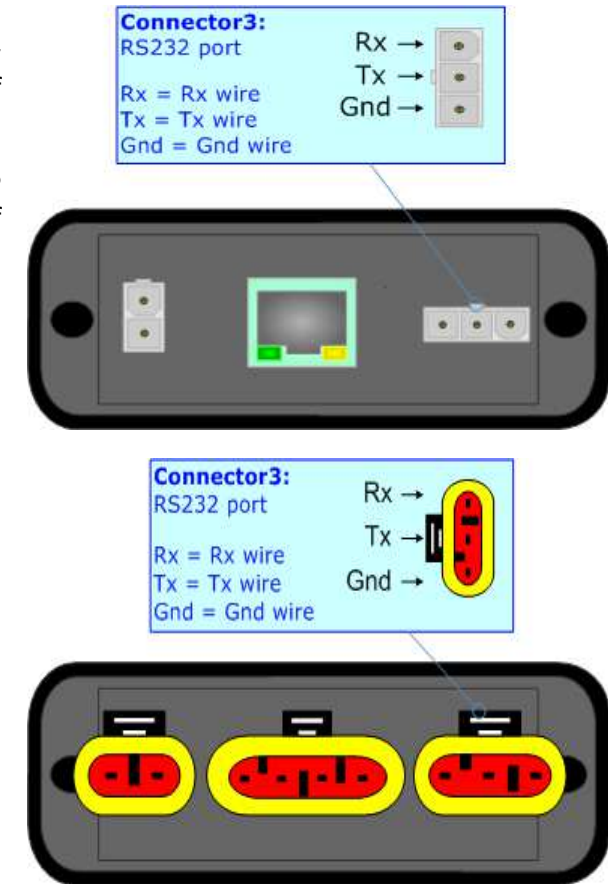 Connector3:
RS232 port
Rx →
Tx →
Gnd →
Rx = Rx wire
Tx = Tx wire
Gnd = Gnd wire
Connector3:
RS232 port
Rx →
Tx →
Gnd →
Rx = Rx wire
Tx = Tx wire
Gnd = Gnd wire